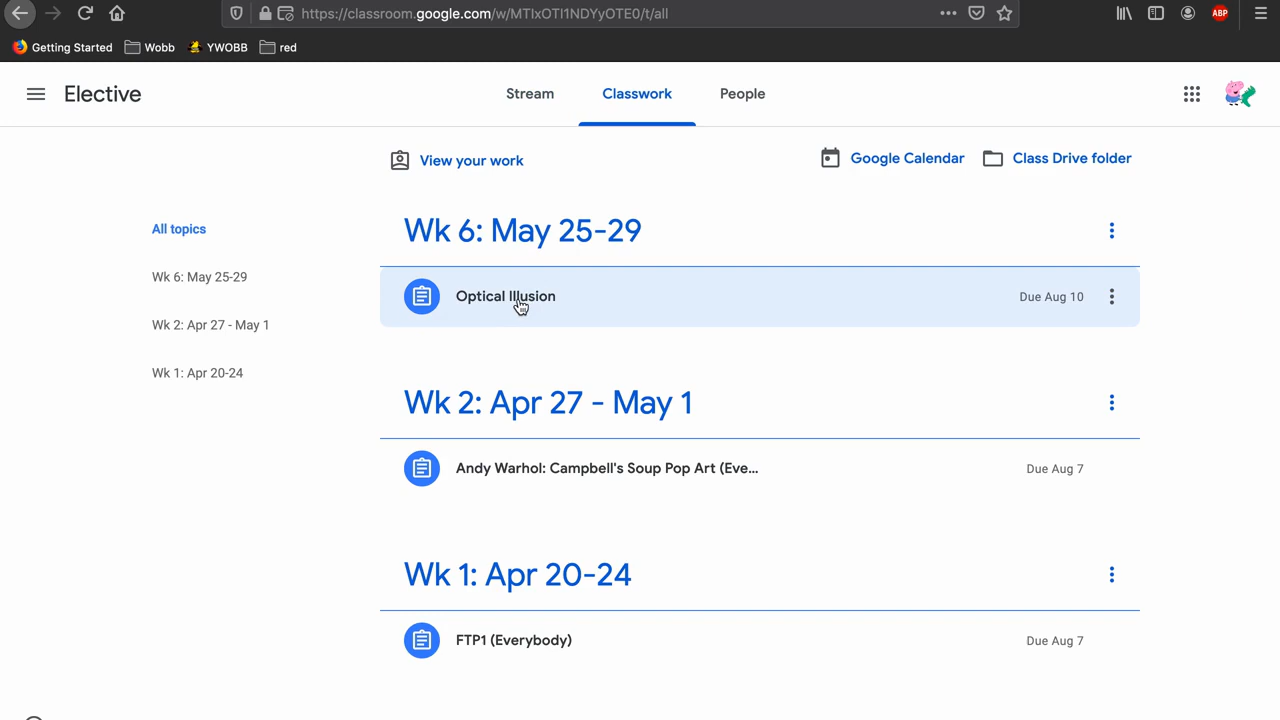 https://classroom.google.com/w/MTIxOTI1NDYyOTE0/t/all
ABP
Getting Started Wobb YWOBB red
Elective Stream Classwork People
View your work Google Calendar Class Drive folder
All topics
Wk 6: May 25-29
Wk 2: Apr 27 - May 1
Wk 1: Apr 20-24
Wk 6: May 25-29
Optical Illusion Due Aug 10
Wk 2: Apr 27 - May 1
Andy Warhol: Campbell's Soup Pop Art (Eve... Due Aug 7
Wk 1: Apr 20-24
FTP1 (Everybody) Due Aug 7